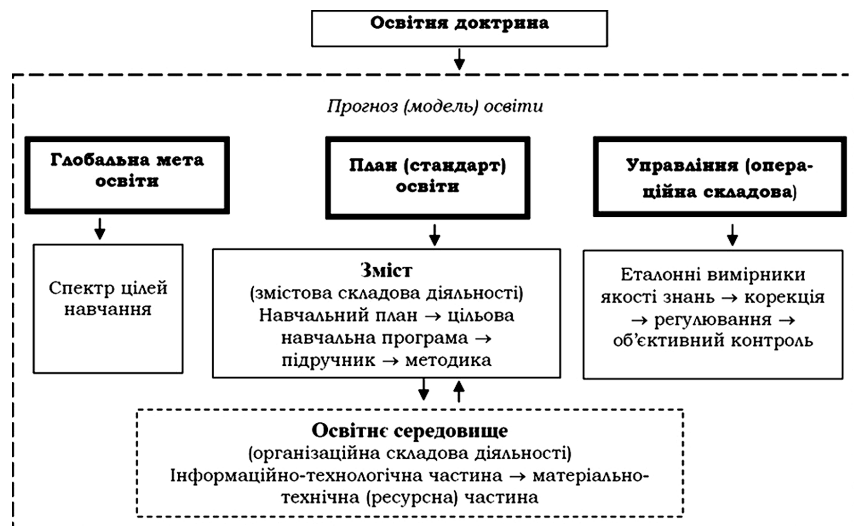 Освітня доктрина
Прогноз (модель) освіти
Глобальна мета
освіти
План (стандарт)
освіти
Управління (опера-
ційна складова)
Спектр цілей
навчання
Зміст
(змістова складова діяльності)
Навчальний план → цільова
навчальна програма →
підручник → методика
Еталонні вимірники
якості знань → корекція
→ регулювання →
об’єктивний контроль
Освітнє середовище
(організаційна складова діяльності)
Інформаційно-технологічна частина → матеріально-
технічна (ресурсна) частина